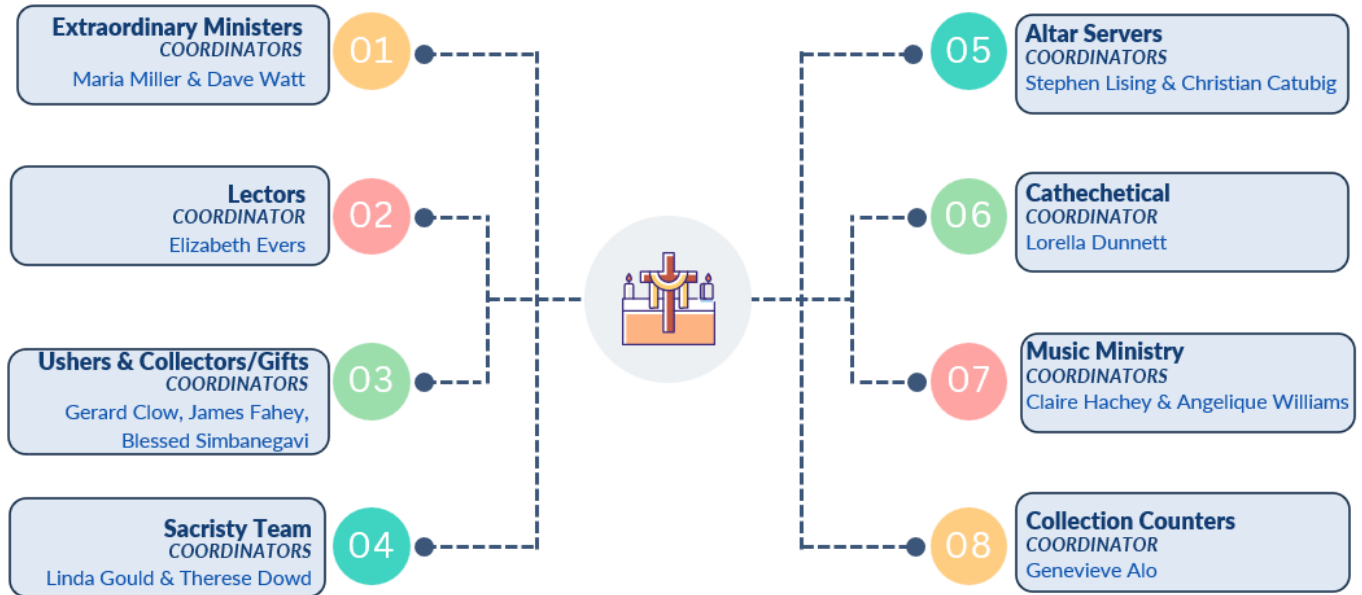 Extraordinary Ministers
COORDINATORS
Maria Miller & Dave Watt
01
Lectors
COORDINATOR
Elizabeth Evers
02
Ushers & Collectors/Gifts
COORDINATORS
Gerard Clow, James Fahey,
Blessed Simbanegavi
03
Sacristy Team
COORDINATORS
Linda Gould & Therese Dowd
04
05
Altar Servers
COORDINATORS
Stephen Lising & Christian Catubig
06
Cathechetical
COORDINATOR
Lorella Dunnett
07
Music Ministry
COORDINATORS
Claire Hachey & Angelique Williams
08
Collection Counters
COORDINATOR
Genevieve Alo